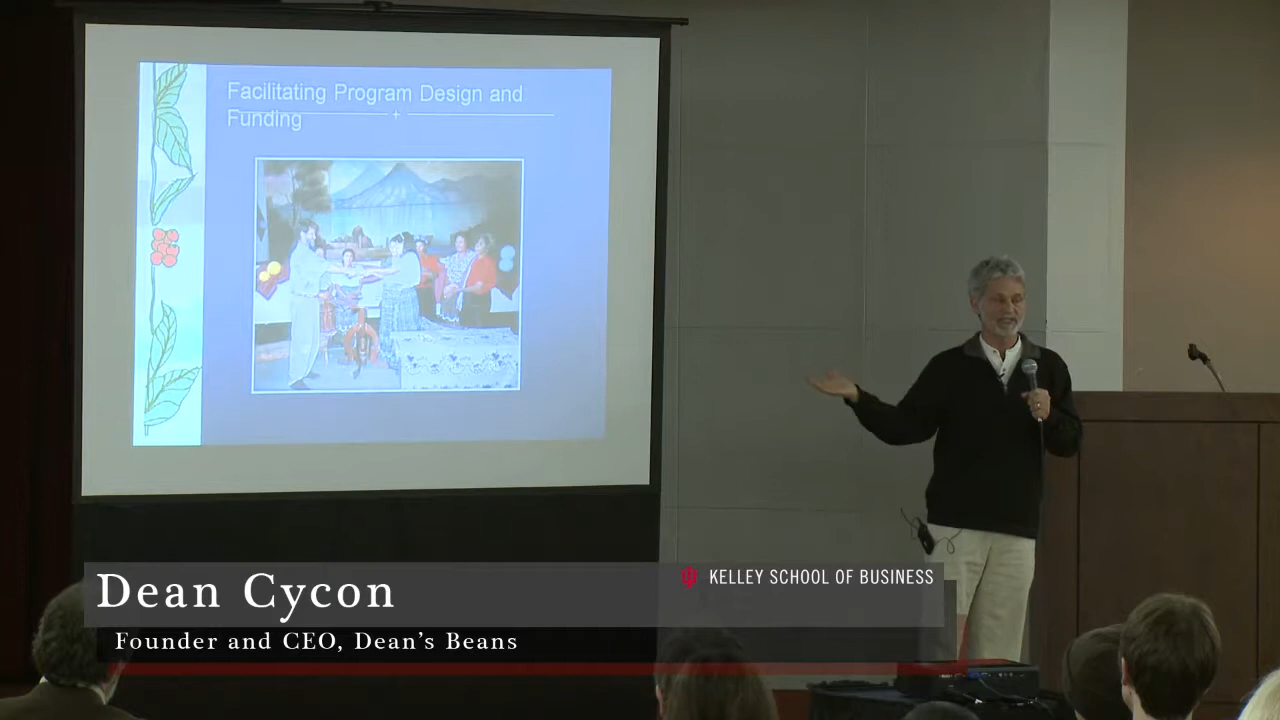 Facilitating Program Design and
Funding
Dean Cycon
KELLEY SCHOOL OF BUSINESS
Founder and CEO, Dean's Beans